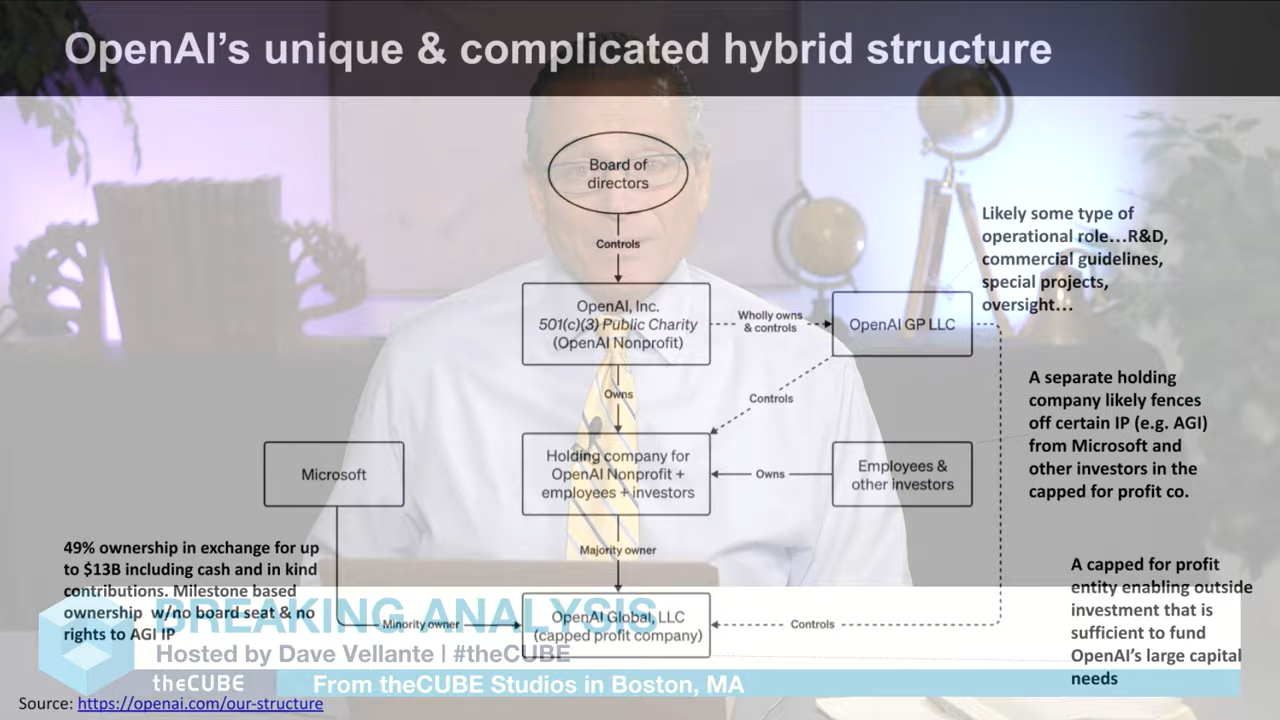 OpenAI’s unique & complicated hybrid structure
Board of
directors
Controls
Likely some type of
operational role…R&D,
commercial guidelines,
special projects,
oversight…
OpenAI, Inc.
501(c)(3) Public Charity
(OpenAI Nonprofit)
Wholly owns
& controls
OpenAI GP LLC
Owns
Controls
A separate holding
company likely fences
off certain IP (e.g. AGI)
from Microsoft and
other investors in the
capped for profit co.
Microsoft
Holding company for
OpenAI Nonprofit +
employees + investors
Owns
Employees &
other investors
Majority owner
49% ownership in exchange for up
to $13B including cash and in kind
contributions. Milestone based
ownership w/no board seat & no
rights to AGI IP
Minority owner
OpenAI Global, LLC
(capped profit company)
Controls
A capped for profit
entity enabling outside
investment that is
sufficient to fund
OpenAI’s large capital
needs
BREAKING ANALYSIS
Hosted by Dave Vellante | #theCUBE
theCUBE
From theCUBE Studios in Boston, MA
Source: https://openai.com/our-structure